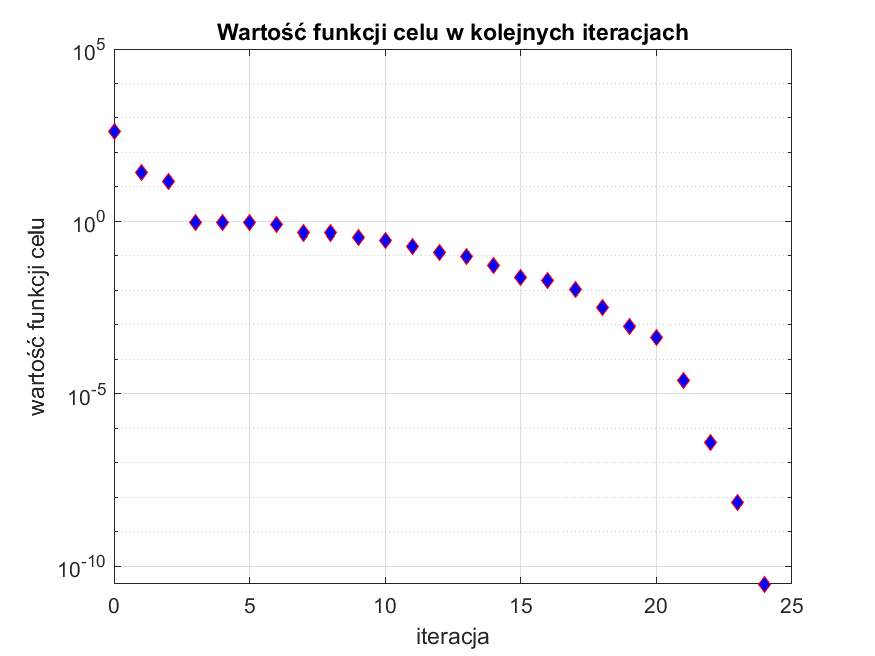 Wartość funkcji celu w kolejnych iteracjach
10^5
10^0
10^-5
10^-10
wartość funkcji celu
0 5 10 15 20 25
iteracja